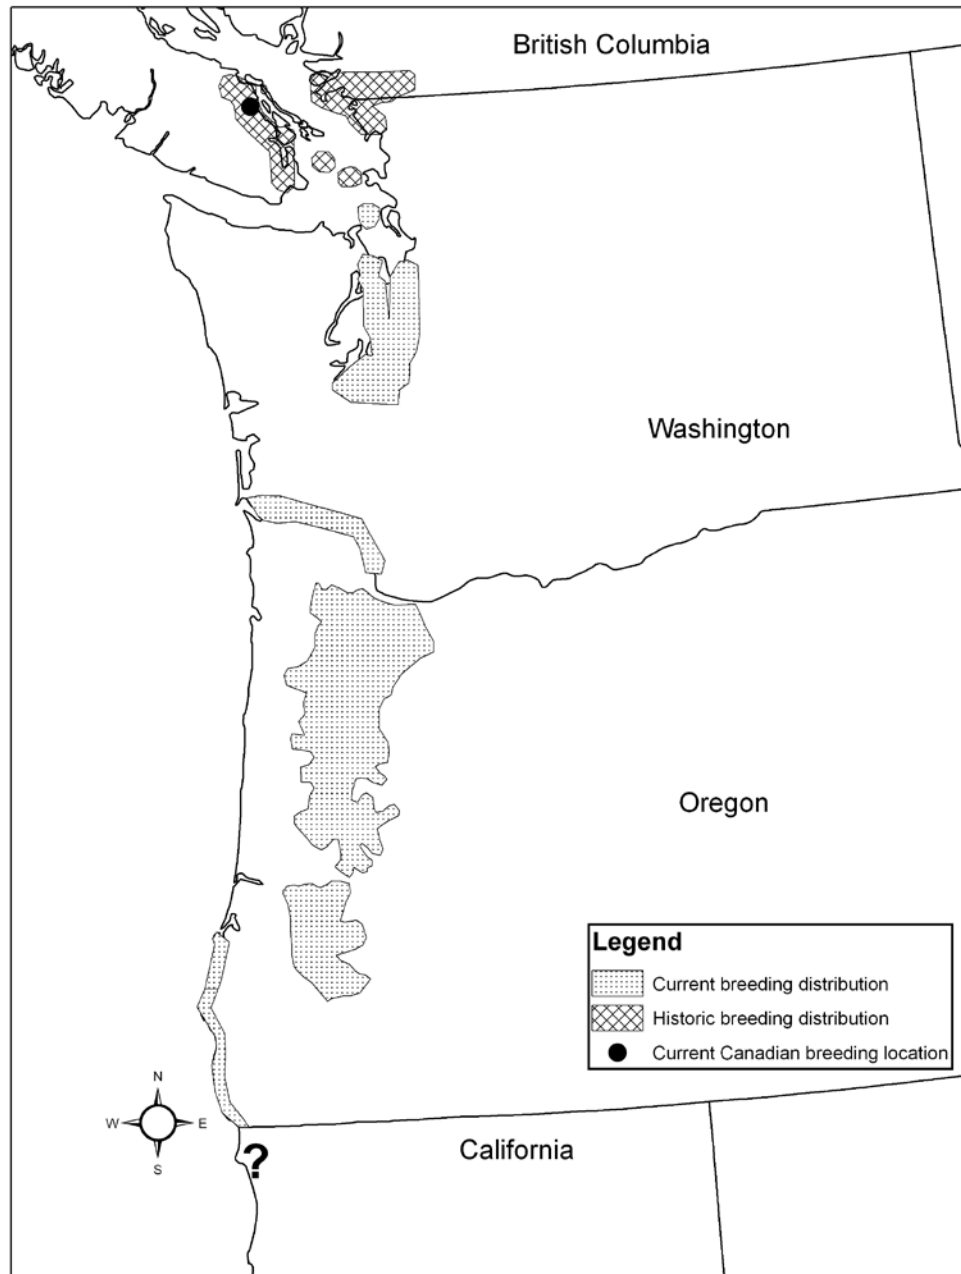 British Columbia
Washington
Oregon
Legend
Current breeding distribution
Historic breeding distribution
Current Canadian breeding location
N
W E
S
California
?